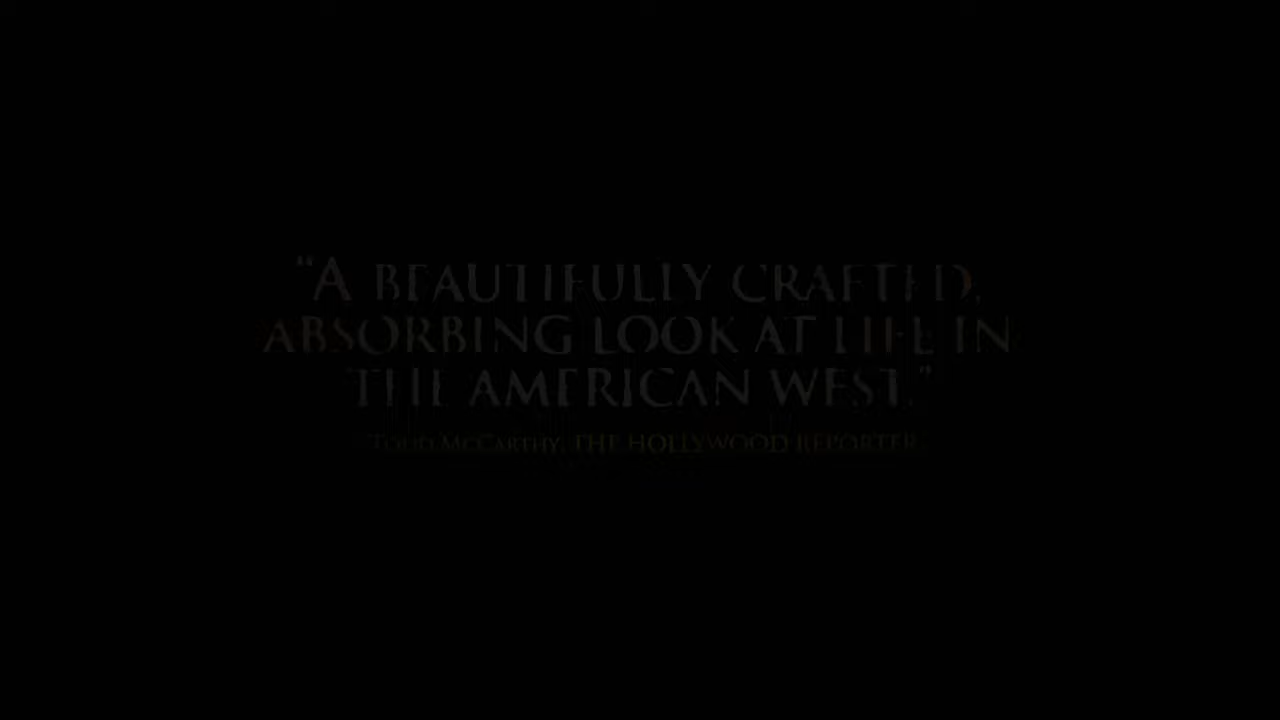 “A BEAUTIFULLY CRAFTED,
ABSORBING LOOK AT LIFE IN
THE AMERICAN WEST.”
TODD MCCARTHY, THE HOLLYWOOD REPORTER